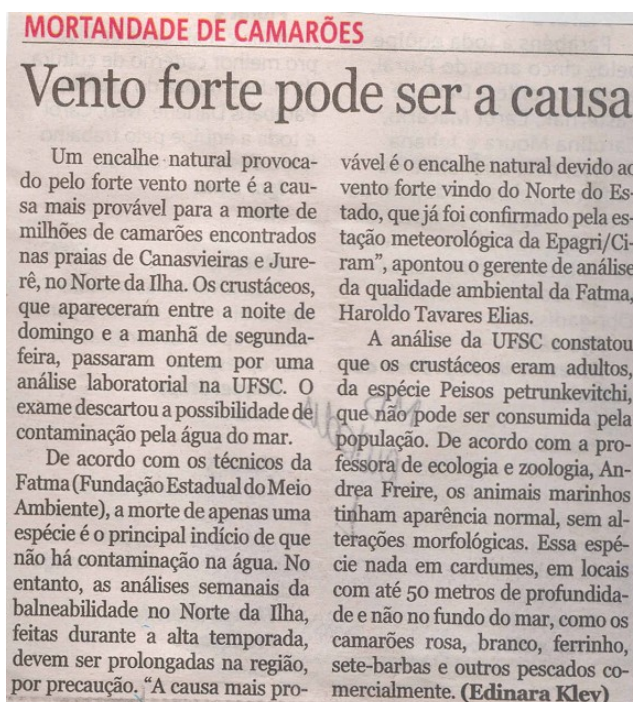 MORTANDADE DE CAMARÕES
Vento forte pode ser a causa
Um encalhe natural provoca-
do pelo forte vento norte é a cau-
sa mais provável para a morte de
milhões de camarões encontrados
nas praias de Canasvieiras e Jure-
rê, no Norte da Ilha. Os crustáceos,
que apareceram entre a noite de
domingo e a manhã de segunda-
feira, passaram ontem por uma
análise laboratorial na UFSC. O
exame descartou a possibilidade de
contaminação pela água do mar.
De acordo com os técnicos da
Fatma (Fundação Estadual do Meio
Ambiente), a morte de apenas uma
espécie é o principal indício de que
não há contaminação na água. No
entanto, as análises semanais da
balneabilidade no Norte da Ilha,
feitas durante a alta temporada,
devem ser prolongadas na região,
por precaução. “A causa mais pro-
vável é o encalhe natural devido ao
vento forte vindo do Norte do Es-
tado, que já foi confirmado pela es-
tação meteorológica da Epagri/Ci-
ram”, apontou o gerente de análise
da qualidade ambiental da Fatma,
Haroldo Tavares Elias.
A análise da UFSC constatou
que os crustáceos eram adultos,
da espécie Peisos petrunkevitchi,
que não pode ser consumida pela
população. De acordo com a pro-
fessora de ecologia e zoologia, An-
drea Freire, os animais marinhos
tinham aparência normal, sem al-
terações morfológicas. Essa espé-
cie nada em cardumes, em locais
com até 50 metros de profundida-
de e não no fundo do mar, como os
camarões rosa, branco, ferrinho,
sete-barbas e outros pescados co-
mercialmente. (Edinara Kley)